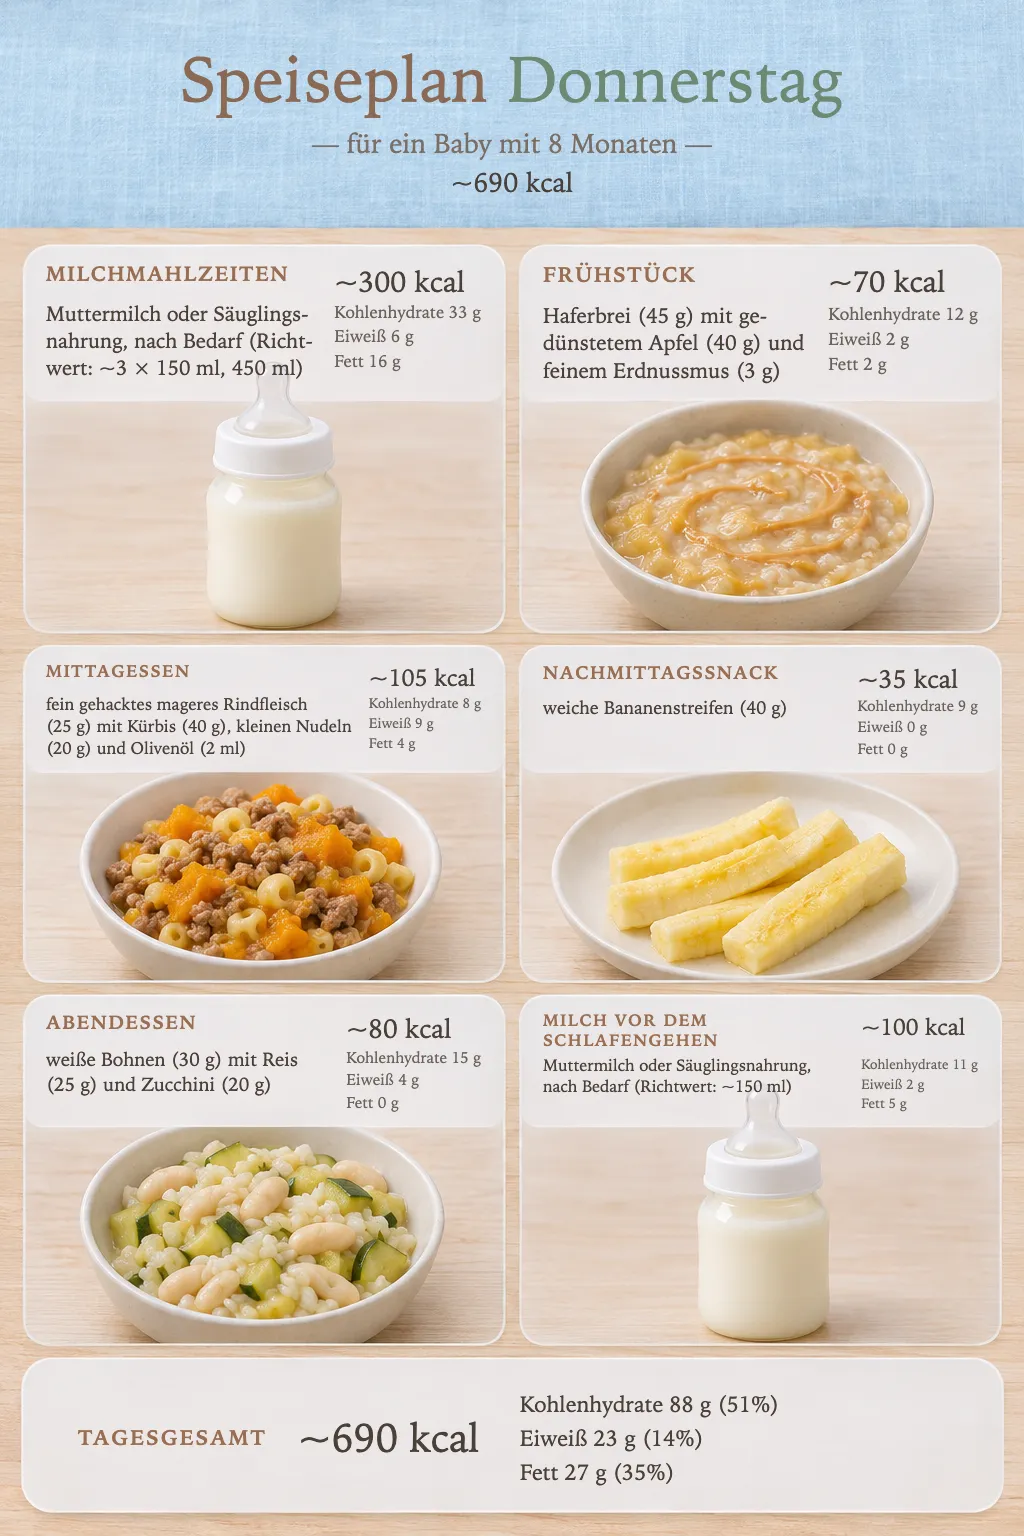 Speiseplan Donnerstag
— für ein Baby mit 8 Monaten —
~690 kcal
MILCHMAHLZEITEN
Muttermilch oder Säuglings-
nahrung, nach Bedarf (Richt-
wert: ~3 × 150 ml, 450 ml)
~300 kcal
Kohlenhydrate 33 g
Eiweiß 6 g
Fett 16 g
FRÜHSTÜCK
Haferbrei (45 g) mit ge-
dünstetem Apfel (40 g) und
feinem Erdnussmus (3 g)
~70 kcal
Kohlenhydrate 12 g
Eiweiß 2 g
Fett 2 g
MITTAGESSEN
fein gehacktes mageres Rindfleisch
(25 g) mit Kürbis (40 g), kleinen Nudeln
(20 g) und Olivenöl (2 ml)
~105 kcal
Kohlenhydrate 8 g
Eiweiß 9 g
Fett 4 g
NACHMITTAGSSNACK
weiche Bananenstreifen (40 g)
~35 kcal
Kohlenhydrate 9 g
Eiweiß 0 g
Fett 0 g
ABENDESSEN
weiße Bohnen (30 g) mit Reis
(25 g) und Zucchini (20 g)
~80 kcal
Kohlenhydrate 15 g
Eiweiß 4 g
Fett 0 g
MILCH VOR DEM
SCHLAFENGEHEN
Muttermilch oder Säuglingsnahrung,
nach Bedarf (Richtwert: ~150 ml)
~100 kcal
Kohlenhydrate 11 g
Eiweiß 2 g
Fett 5 g
TAGESGESAMT
~690 kcal
Kohlenhydrate 88 g (51%)
Eiweiß 23 g (14%)
Fett 27 g (35%)